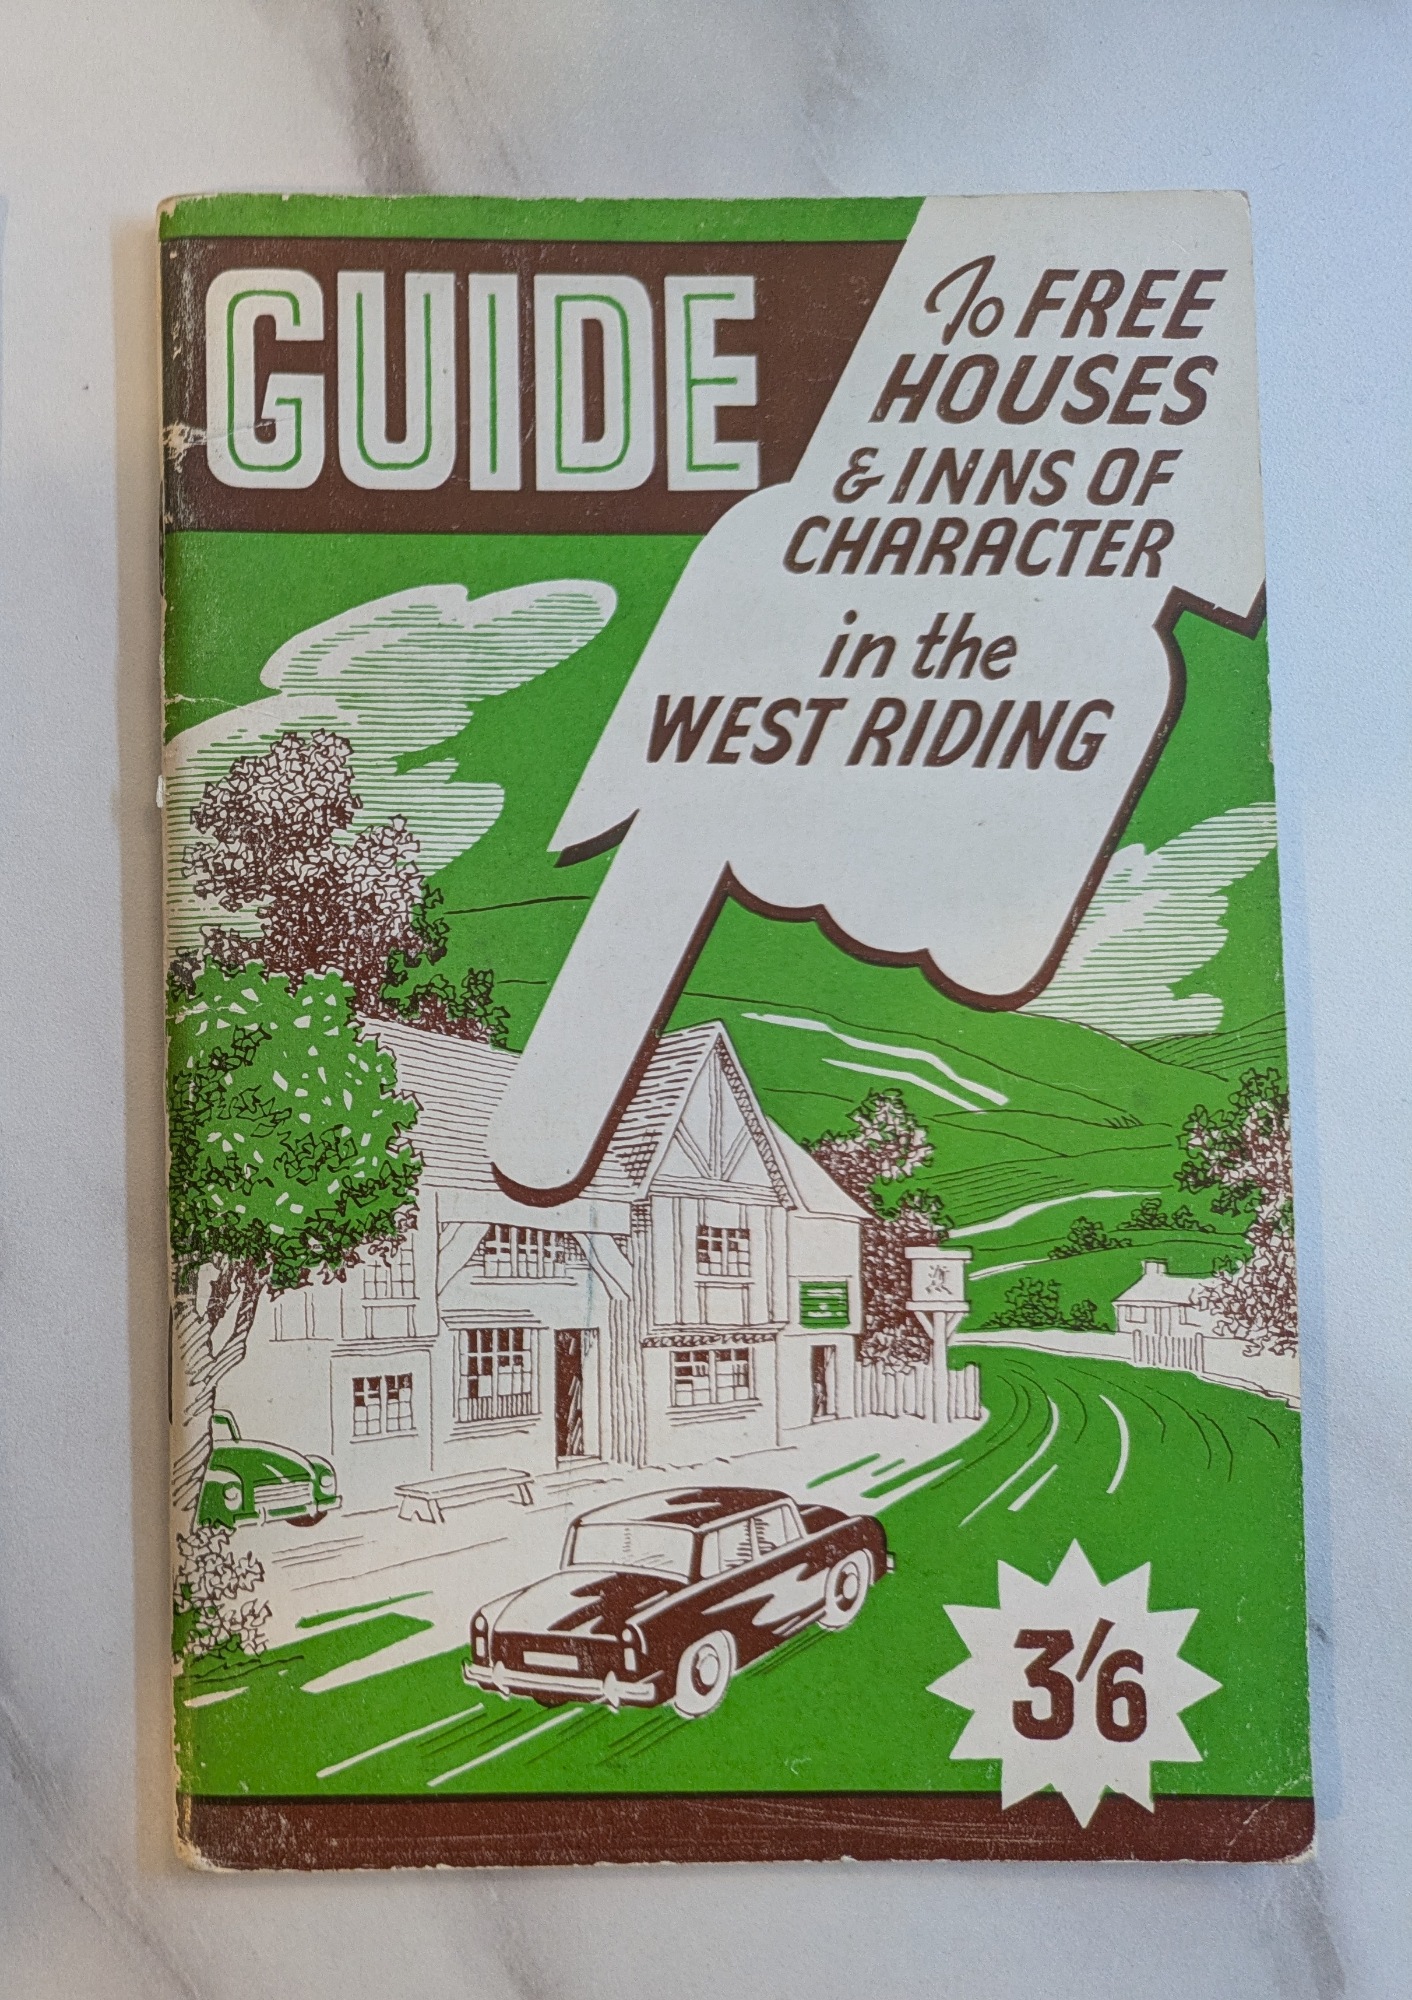 GUIDE
To FREE
HOUSES
& INNS OF
CHARACTER
in the
WEST RIDING
3/6